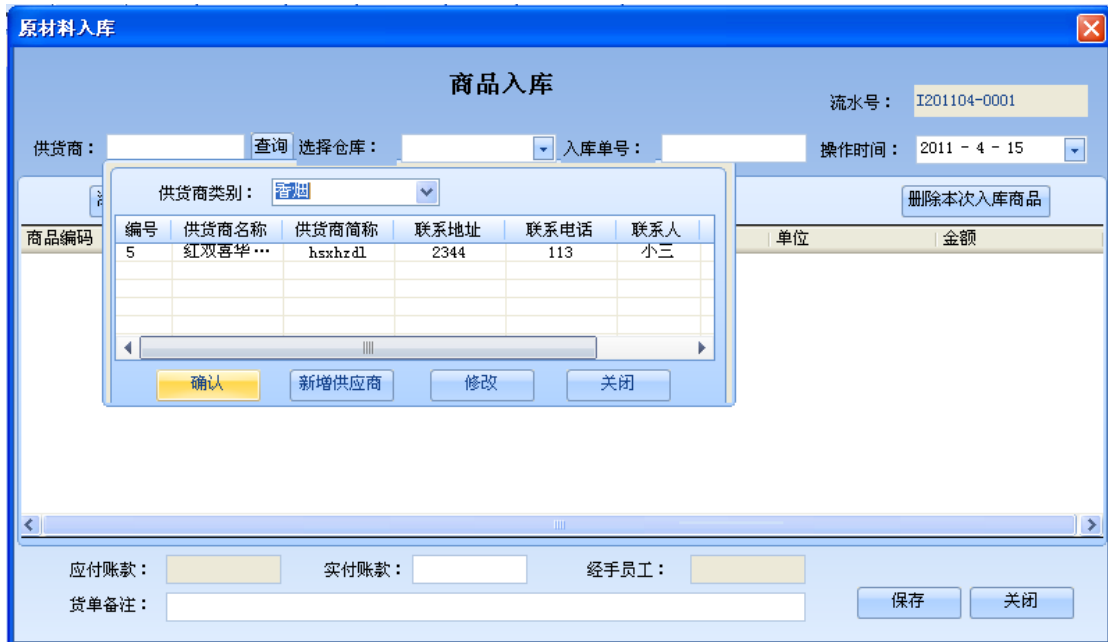 原材料入库
商品入库
流水号： I201104-0001
供货商： 查询 选择仓库： 入库单号： 操作时间： 2011 - 4 - 15
供货商类别： 香烟
删除本次入库商品
商品编码 单位 金额
编号 供货商名称 供货商简称 联系地址 联系电话 联系人
5 红双喜华… hsxhzdl 2344 113 小三
确认 新增供应商 修改 关闭
应付账款： 实付账款： 经手员工：
货单备注： 保存 关闭